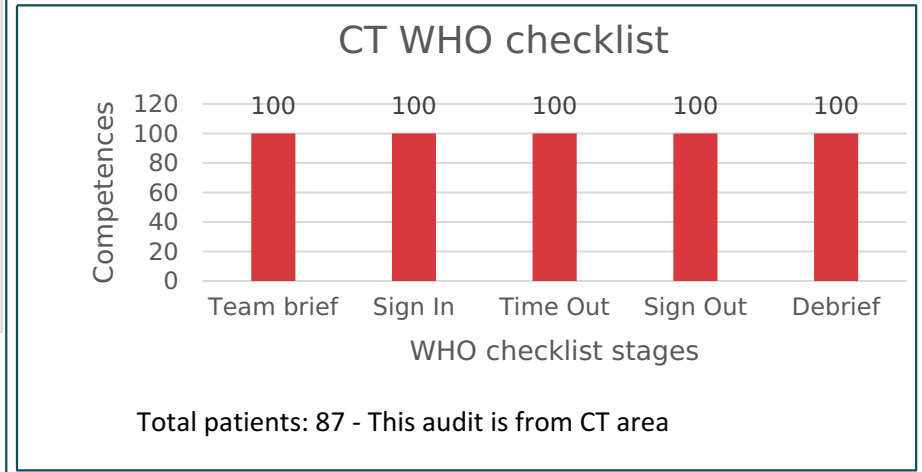 CT WHO checklist
Competences
120
100
80
60
40
20
0
100 100 100 100 100
Team brief Sign In Time Out Sign Out Debrief
WHO checklist stages
Total patients: 87 - This audit is from CT area